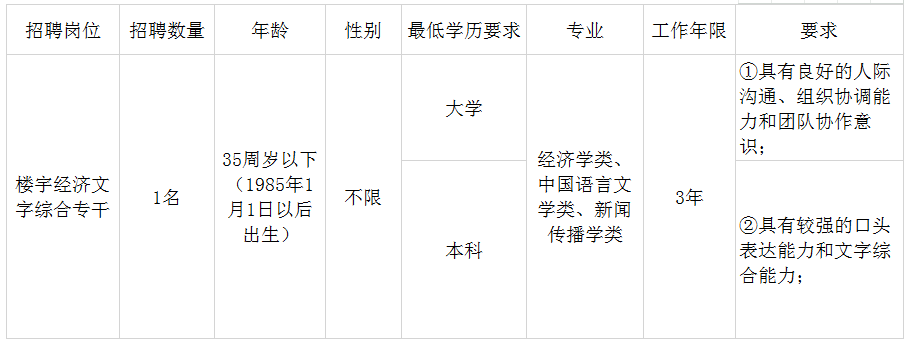 招聘岗位 招聘数量 年龄 性别 最低学历要求 专业 工作年限 要求
楼宇经济文
字综合专干
1名
35周岁以下
（1985年1
月1日以后
出生）
不限
大学
本科
经济学类、
中国语言文
学类、新闻
传播学类
3年
①具有良好的人际
沟通、组织协调能
力和团队协作意
识；
②具有较强的口头
表达能力和文字综
合能力；